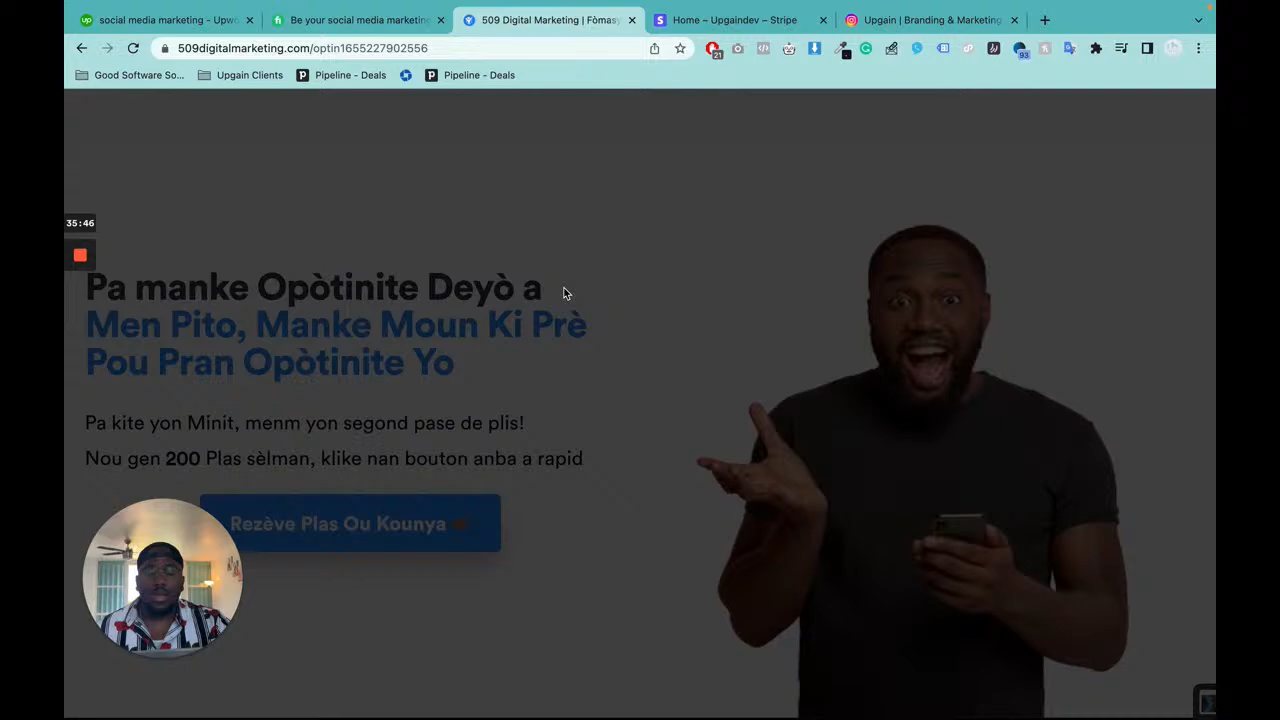 social media marketing - Upwo
Be your social media marketing
509 Digital Marketing | Fòmasy
Home – Upgaindev – Stripe
Upgain | Branding & Marketing
509digitalmarketing.com/optin1655227902556
21
93
Good Software So...
Upgain Clients
Pipeline - Deals
Pipeline - Deals
35:46
Pa manke Opòtinite Deyò a
Men Pito, Manke Moun Ki Prè
Pou Pran Opòtinite Yo
Pa kite yon Minit, menm yon segond pase de plis!
Nou gen 200 Plas sèlman, klike nan bouton anba a rapid
Rezève Plas Ou Kounya